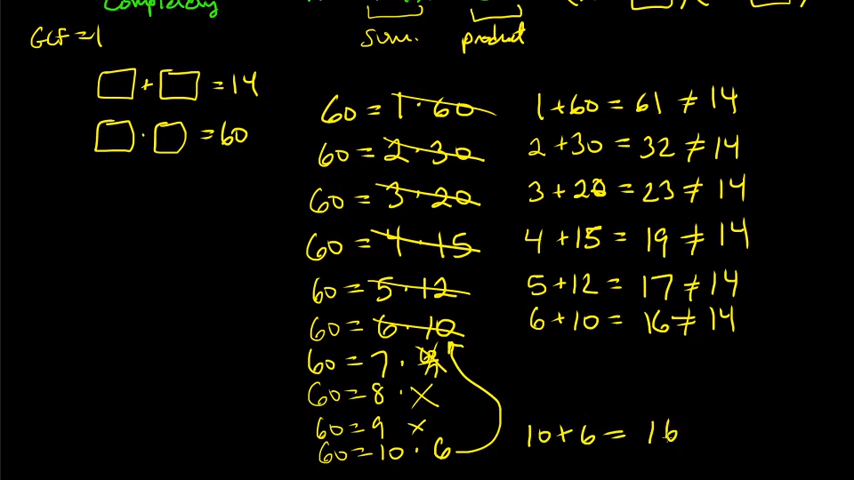 Completely
sum. product
GCF=1
□ + □ = 14
□ · □ = 60
60 = 1 · 60 1 + 60 = 61 ≠ 14
60 = 2 · 30 2 + 30 = 32 ≠ 14
60 = 3 · 20 3 + 20 = 23 ≠ 14
60 = 4 · 15 4 + 15 = 19 ≠ 14
60 = 5 · 12 5 + 12 = 17 ≠ 14
60 = 6 · 10 6 + 10 = 16 ≠ 14
60 = 7 ·
60 = 8 · ×
60 = 9 ×
60 = 10 · 6 10 + 6 = 16